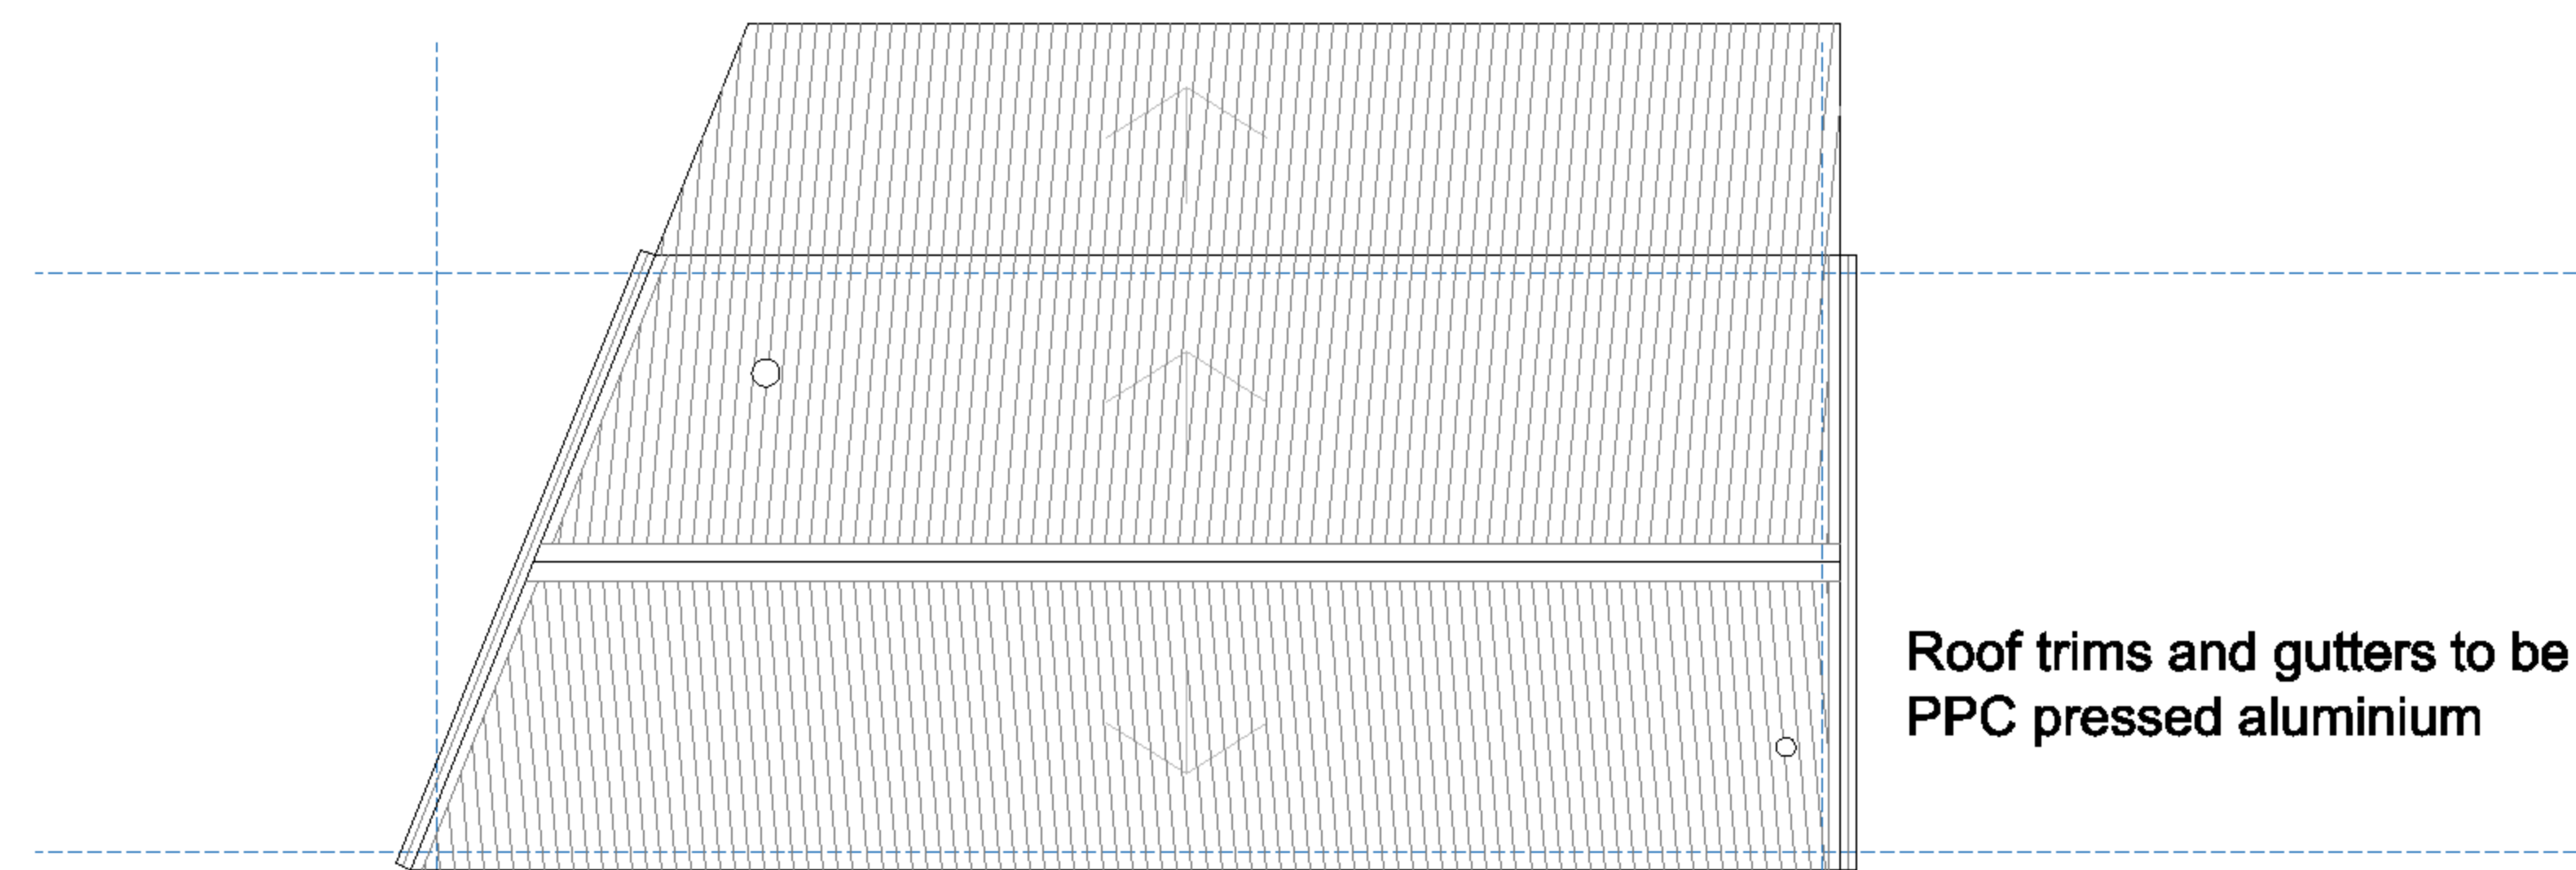 Roof trims and gutters to be
PPC pressed aluminium